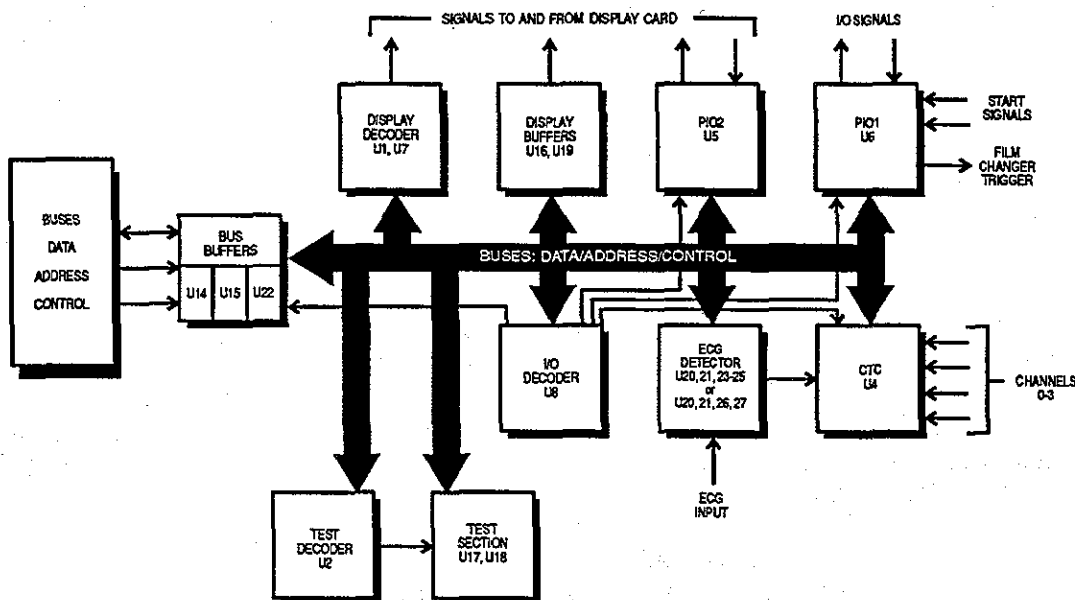 SIGNALS TO AND FROM DISPLAY CARD
I/O SIGNALS
DISPLAY
DECODER
U1, U7
DISPLAY
BUFFERS
U16, U19
PIO2
U5
PIO1
U6
START
SIGNALS
FILM
CHANGER
TRIGGER
BUSES
DATA
ADDRESS
CONTROL
BUS
BUFFERS
U14 U15 U22
BUSES: DATA/ADDRESS/CONTROL
I/O
DECODER
U8
ECG
DETECTOR
U20, 21, 23-25
or
U20, 21, 26, 27
CTC
U4
CHANNELS
0-3
ECG
INPUT
TEST
DECODER
U2
TEST
SECTION
U17, U18